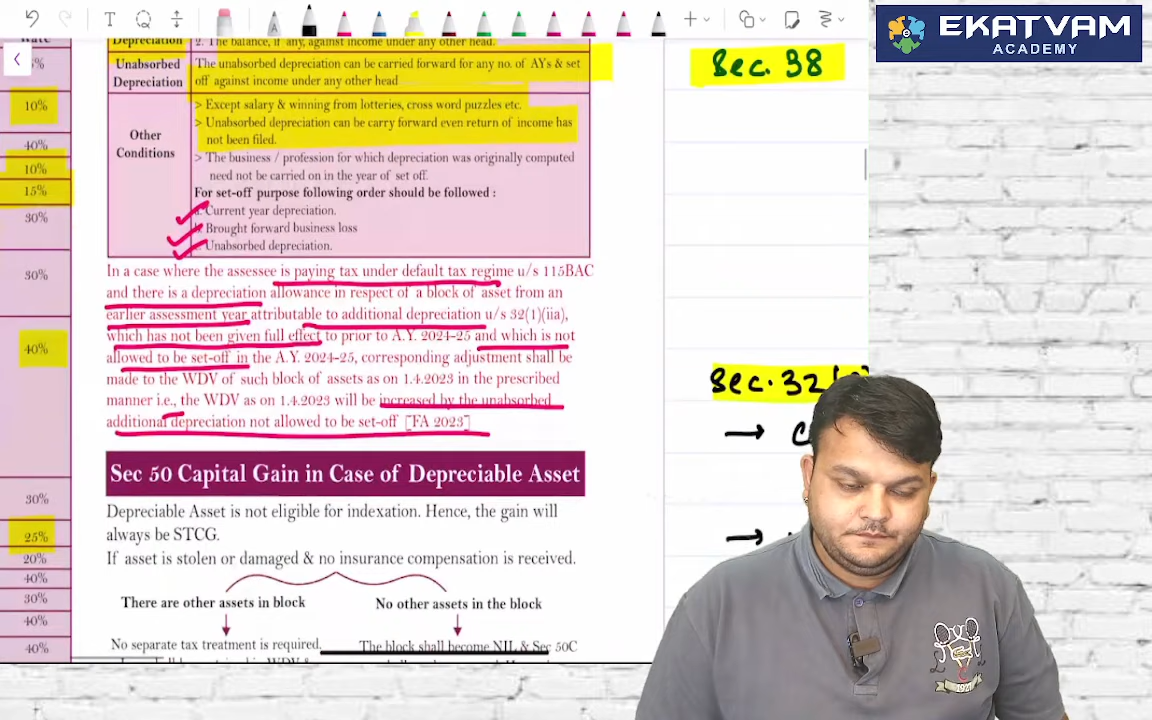 T
EKATVAM
ACADEMY
Depreciation
2. The balance, if any, against income under any other head.
Unabsorbed
Depreciation
The unabsorbed depreciation can be carried forward for any no. of AYs & set
off against income under any other head
Other
Conditions
> Except salary & winning from lotteries, cross word puzzles etc.
> Unabsorbed depreciation can be carry forward even return of income has
not been filed.
> The business / profession for which depreciation was originally computed
need not be carried on in the year of set off.
For set-off purpose following order should be followed :
Current year depreciation.
Brought forward business loss
Unabsorbed depreciation.
10%
40%
10%
15%
30%
30%
40%
30%
25%
20%
40%
30%
40%
40%
In a case where the assessee is paying tax under default tax regime u/s 115BAC
and there is a depreciation allowance in respect of a block of asset from an
earlier assessment year attributable to additional depreciation u/s 32(1)(iia),
which has not been given full effect to prior to A.Y. 2024-25 and which is not
allowed to be set-off in the A.Y. 2024-25, corresponding adjustment shall be
made to the WDV of such block of assets as on 1.4.2023 in the prescribed
manner i.e., the WDV as on 1.4.2023 will be increased by the unabsorbed
additional depreciation not allowed to be set-off [FA 2023]
Sec 50 Capital Gain in Case of Depreciable Asset
Depreciable Asset is not eligible for indexation. Hence, the gain will
always be STCG.
If asset is stolen or damaged & no insurance compensation is received.
There are other assets in block
No other assets in the block
No separate tax treatment is required.
The block shall become NIL & Sec 50C
Sec. 38
Sec. 32
1927